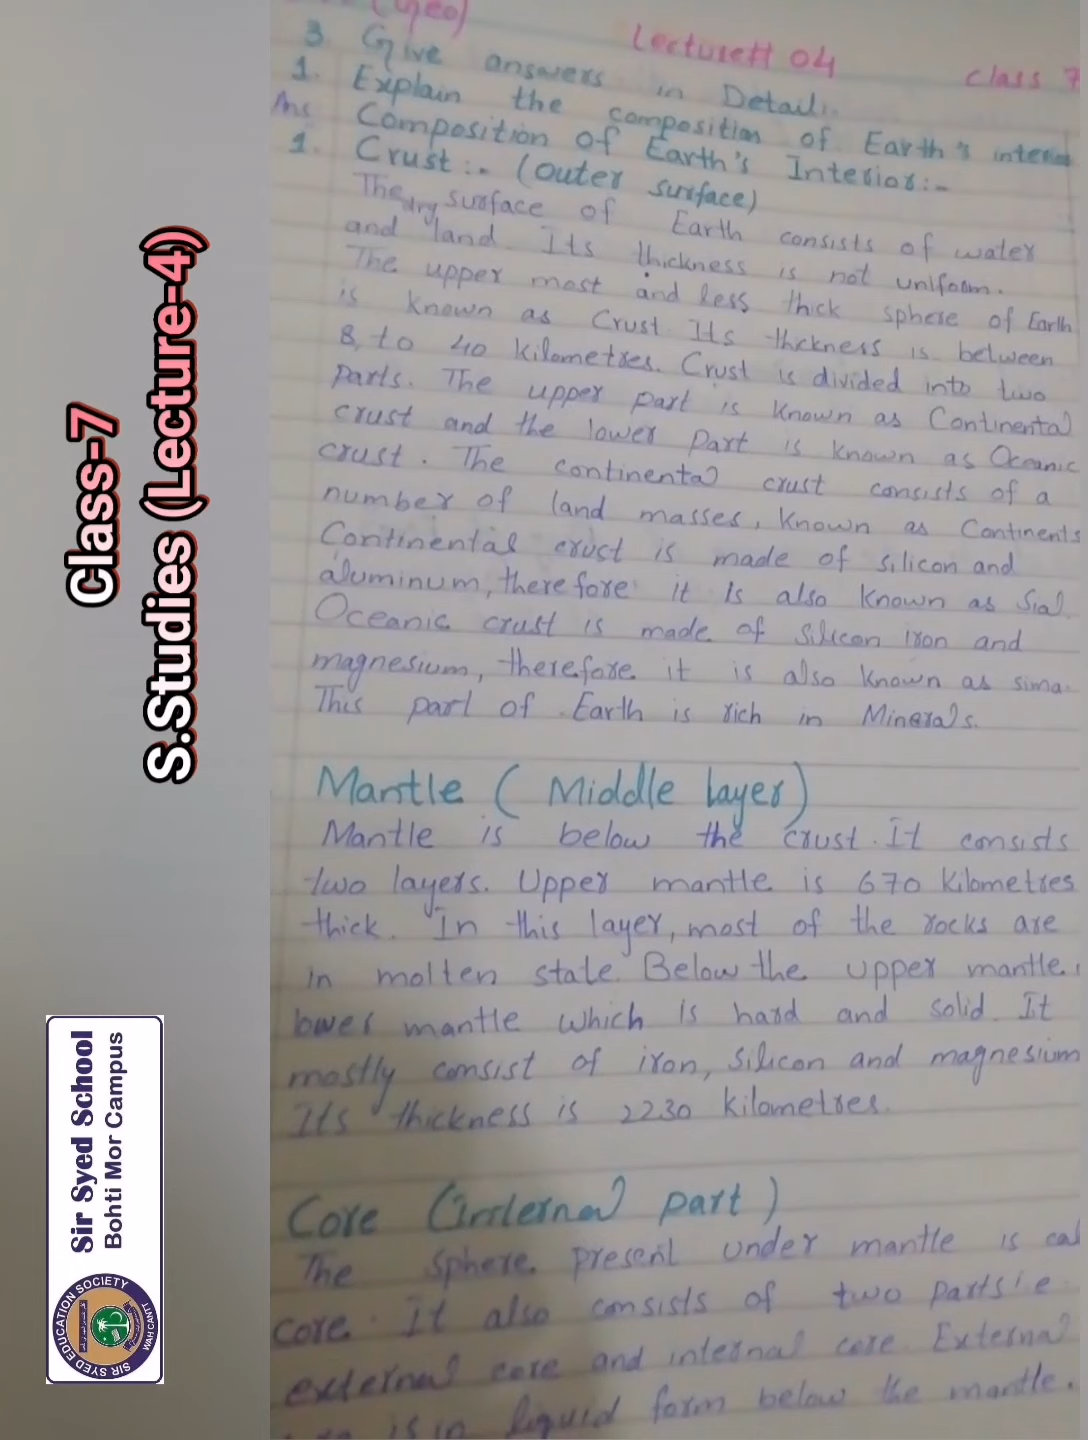 (Geo) Lecture# 04 Class 7
3 Give answers in Detail:.
1. Explain the composition of Earth's interior
Ans Composition of Earth's Interior:-
1. Crust:- (outer surface)
The dry surface of Earth consists of water
and land. Its thickness is not uniform.
The upper most and less thick sphere of Earth
is known as Crust. Its thickness is between
8 to 40 kilometres. Crust is divided into two
parts. The upper part is known as Continental
crust and the lower part is known as Oceanic
crust. The continental crust consists of a
number of land masses, known as Continents
Continental crust is made of silicon and
aluminum, therefore it is also known as Sial.
Oceanic crust is made of silicon iron and
magnesium, therefore it is also known as sima.
This part of Earth is rich in Minerals.
Mantle (Middle layer)
Mantle is below the crust. It consists
two layers. Upper mantle is 670 kilometres
thick. In this layer, most of the rocks are
in molten state. Below the upper mantle,
lower mantle which is hard and solid. It
mostly consist of iron, silicon and magnesium
Its thickness is 2230 kilometres.
Core (internal part)
The sphere present under mantle is cal
core. It also consists of two parts i.e
external core and internal core. External
is in liquid form below the mantle.
Class-7
S.Studies (Lecture-4)
Sir Syed School
Bohti Mor Campus
SIR SYED EDUCATION SOCIETY
WAH CANTT